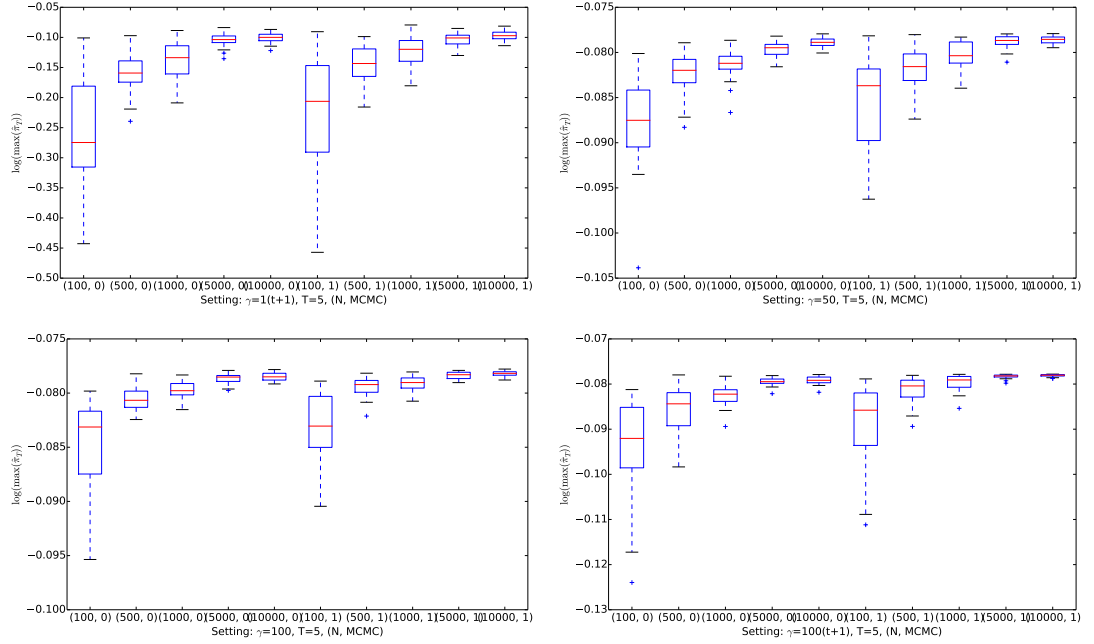 −0.05
−0.10
−0.15
−0.20
−0.25
−0.30
−0.35
−0.40
−0.45
−0.50
log(max(π̂_T))
(100, 0) (500, 0) (1000, 0) (5000, 0) (10000, 0) (100, 1) (500, 1) (1000, 1) (5000, 1) (10000, 1)
Setting: γ=1(t+1), T=5, (N, MCMC)
−0.075
−0.080
−0.085
−0.090
−0.095
−0.100
−0.105
log(max(π̂_T))
(100, 0) (500, 0) (1000, 0) (5000, 0) (10000, 0) (100, 1) (500, 1) (1000, 1) (5000, 1) (10000, 1)
Setting: γ=50, T=5, (N, MCMC)
−0.075
−0.080
−0.085
−0.090
−0.095
−0.100
log(max(π̂_T))
(100, 0) (500, 0) (1000, 0) (5000, 0) (10000, 0) (100, 1) (500, 1) (1000, 1) (5000, 1) (10000, 1)
Setting: γ=100, T=5, (N, MCMC)
−0.07
−0.08
−0.09
−0.10
−0.11
−0.12
−0.13
log(max(π̂_T))
(100, 0) (500, 0) (1000, 0) (5000, 0) (10000, 0) (100, 1) (500, 1) (1000, 1) (5000, 1) (10000, 1)
Setting: γ=100(t+1), T=5, (N, MCMC)